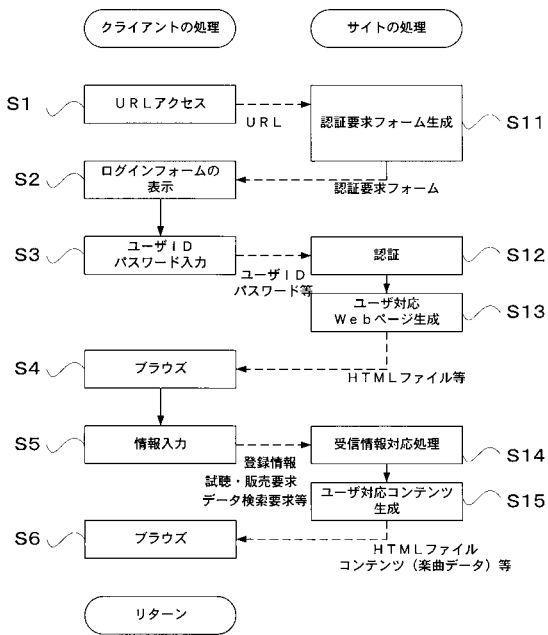 クライアントの処理
サイトの処理
S1
URLアクセス
URL
認証要求フォーム生成
S11
S2
ログインフォームの
表示
認証要求フォーム
S3
ユーザID
パスワード入力
ユーザID
パスワード等
認証
S12
ユーザ対応
Webページ生成
S13
S4
ブラウズ
HTMLファイル等
S5
情報入力
登録情報
試聴・販売要求
データ検索要求等
受信情報対応処理
S14
ユーザ対応コンテンツ
生成
S15
S6
ブラウズ
HTMLファイル
コンテンツ（楽曲データ）等
リターン